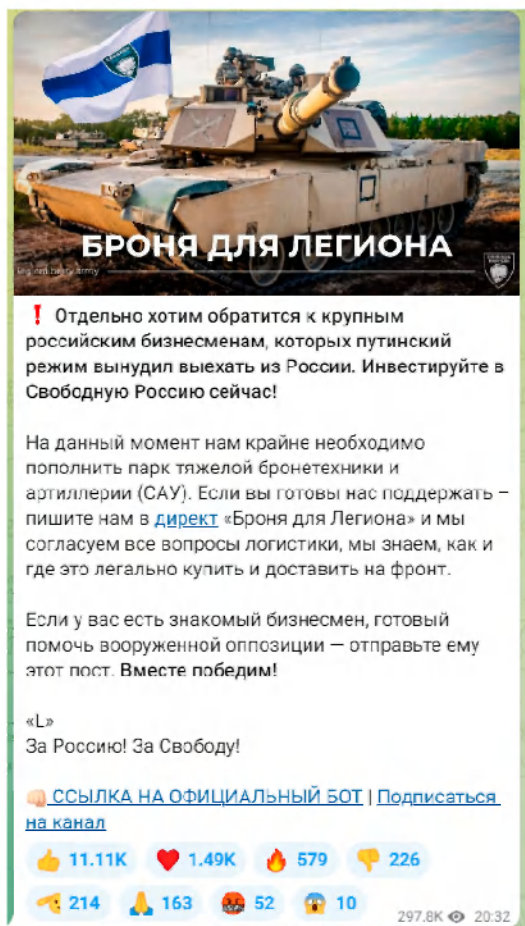 БРОНЯ ДЛЯ ЛЕГИОНА
❗ Отдельно хотим обратится к крупным
российским бизнесменам, которых путинский
режим вынудил выехать из России. Инвестируйте в
Свободную Россию сейчас!
На данный момент нам крайне необходимо
пополнить парк тяжелой бронетехники и
артиллерии (САУ). Если вы готовы нас поддержать –
пишите нам в директ «Броня для Легиона» и мы
согласуем все вопросы логистики, мы знаем, как и
где это легально купить и доставить на фронт.
Если у вас есть знакомый бизнесмен, готовый
помочь вооруженной оппозиции — отправьте ему
этот пост. Вместе победим!
«L»
За Россию! За Свободу!
👊🏻 ССЫЛКА НА ОФИЦИАЛЬНЫЙ БОТ | Подписаться
на канал
👍 11.11K ❤ 1.49K 🔥 579 👎 226
🫡 214 🙏 163 🤬 52 😱 10
297.8K 20:32